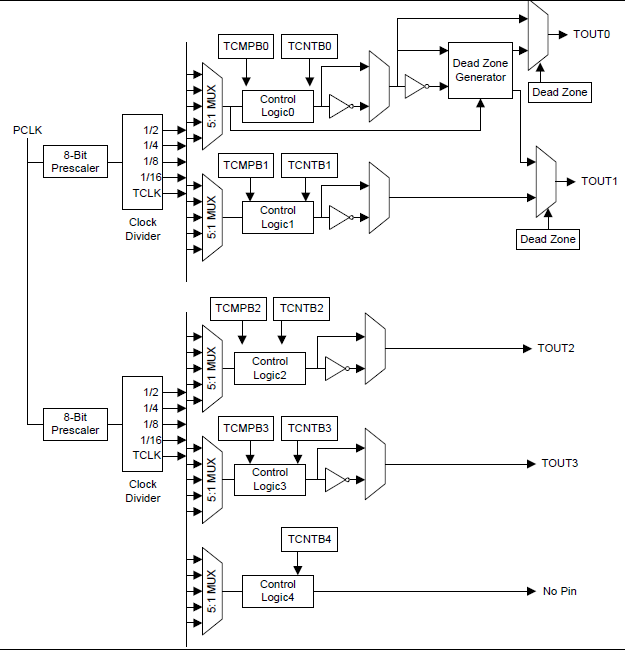 TCMPB0
TCNTB0
TOUT0
Dead Zone
Generator
Dead Zone
5:1 MUX
Control
Logic0
PCLK
8-Bit
Prescaler
1/2
1/4
1/8
1/16
TCLK
Clock
Divider
TCMPB1
TCNTB1
5:1 MUX
Control
Logic1
TOUT1
Dead Zone
TCMPB2
TCNTB2
5:1 MUX
Control
Logic2
TOUT2
8-Bit
Prescaler
1/2
1/4
1/8
1/16
TCLK
Clock
Divider
TCMPB3
TCNTB3
5:1 MUX
Control
Logic3
TOUT3
TCNTB4
5:1 MUX
Control
Logic4
No Pin